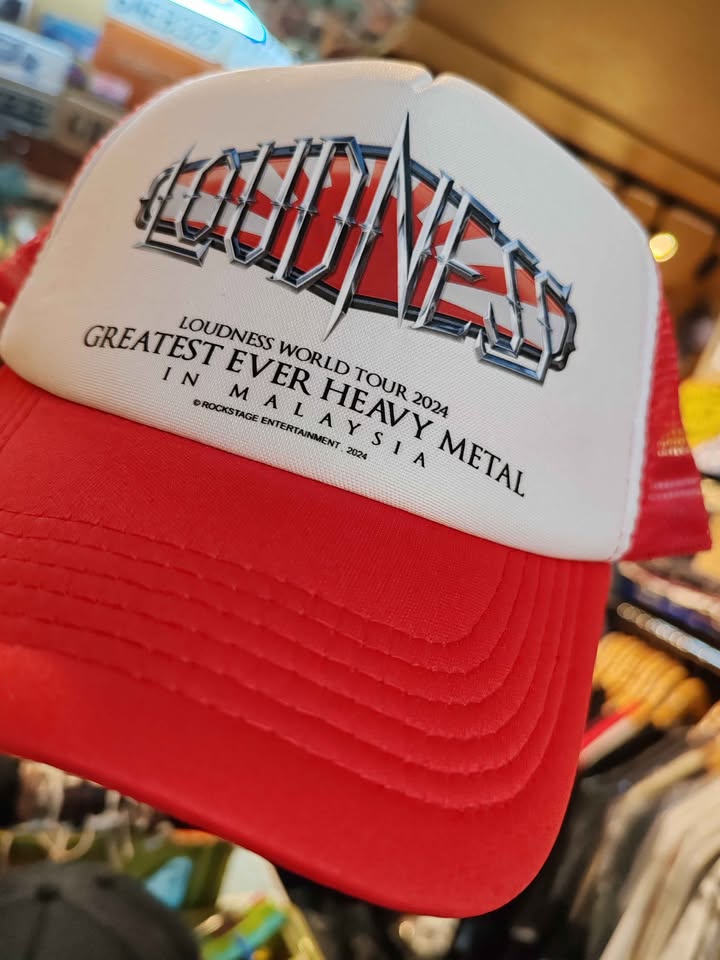 LOUDNESS
LOUDNESS WORLD TOUR 2024
GREATEST EVER HEAVY METAL
IN MALAYSIA
© ROCKSTAGE ENTERTAINMENT . 2024